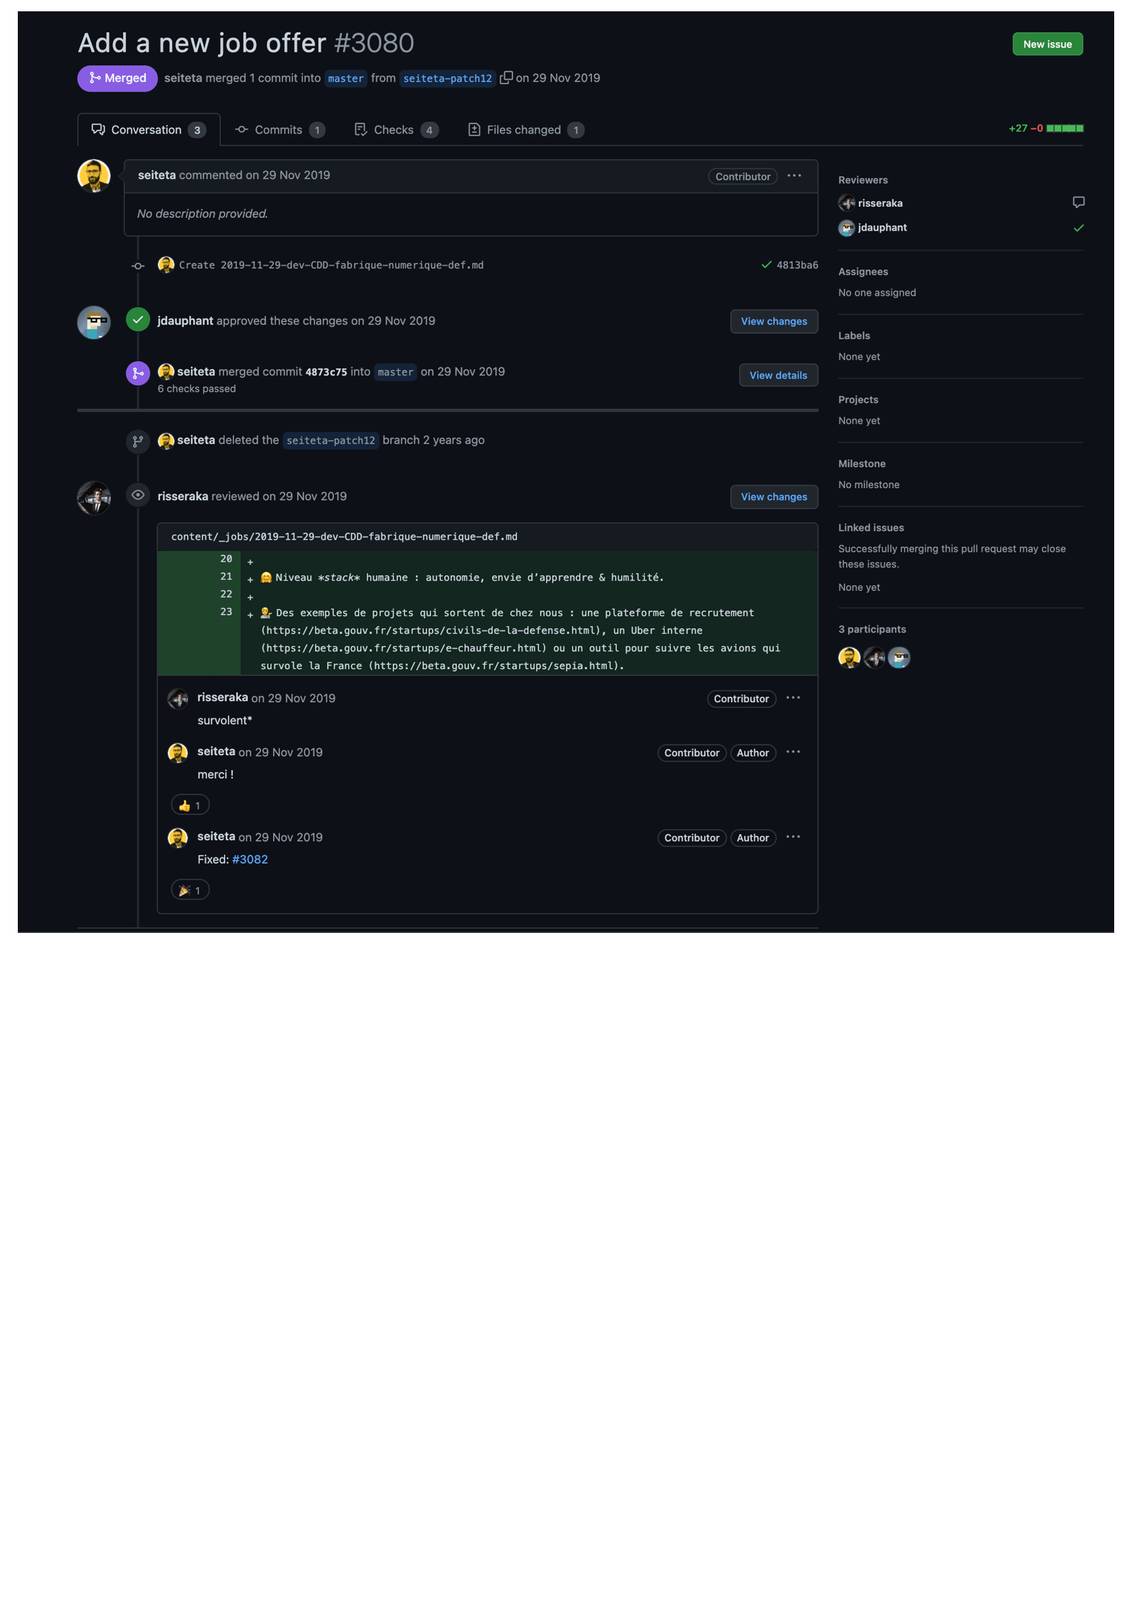 Add a new job offer #3080
New issue
Merged seiteta merged 1 commit into master from seiteta-patch12 on 29 Nov 2019
Conversation 3 Commits 1 Checks 4 Files changed 1
+27 −0
seiteta commented on 29 Nov 2019 Contributor ...
No description provided.
Create 2019-11-29-dev-CDD-fabrique-numerique-def.md 4813ba6
jdauphant approved these changes on 29 Nov 2019 View changes
seiteta merged commit 4873c75 into master on 29 Nov 2019 View details
6 checks passed
seiteta deleted the seiteta-patch12 branch 2 years ago
risseraka reviewed on 29 Nov 2019 View changes
content/_jobs/2019-11-29-dev-CDD-fabrique-numerique-def.md
20 +
21 + 🤗 Niveau *stack* humaine : autonomie, envie d’apprendre & humilité.
22 +
23 + 👨‍🎨 Des exemples de projets qui sortent de chez nous : une plateforme de recrutement
(https://beta.gouv.fr/startups/civils-de-la-defense.html), un Uber interne
(https://beta.gouv.fr/startups/e-chauffeur.html) ou un outil pour suivre les avions qui
survole la France (https://beta.gouv.fr/startups/sepia.html).
risseraka on 29 Nov 2019 Contributor ...
survolent*
seiteta on 29 Nov 2019 Contributor Author ...
merci !
👍 1
seiteta on 29 Nov 2019 Contributor Author ...
Fixed: #3082
🎉 1
Reviewers
risseraka
jdauphant
Assignees
No one assigned
Labels
None yet
Projects
None yet
Milestone
No milestone
Linked issues
Successfully merging this pull request may close
these issues.
None yet
3 participants